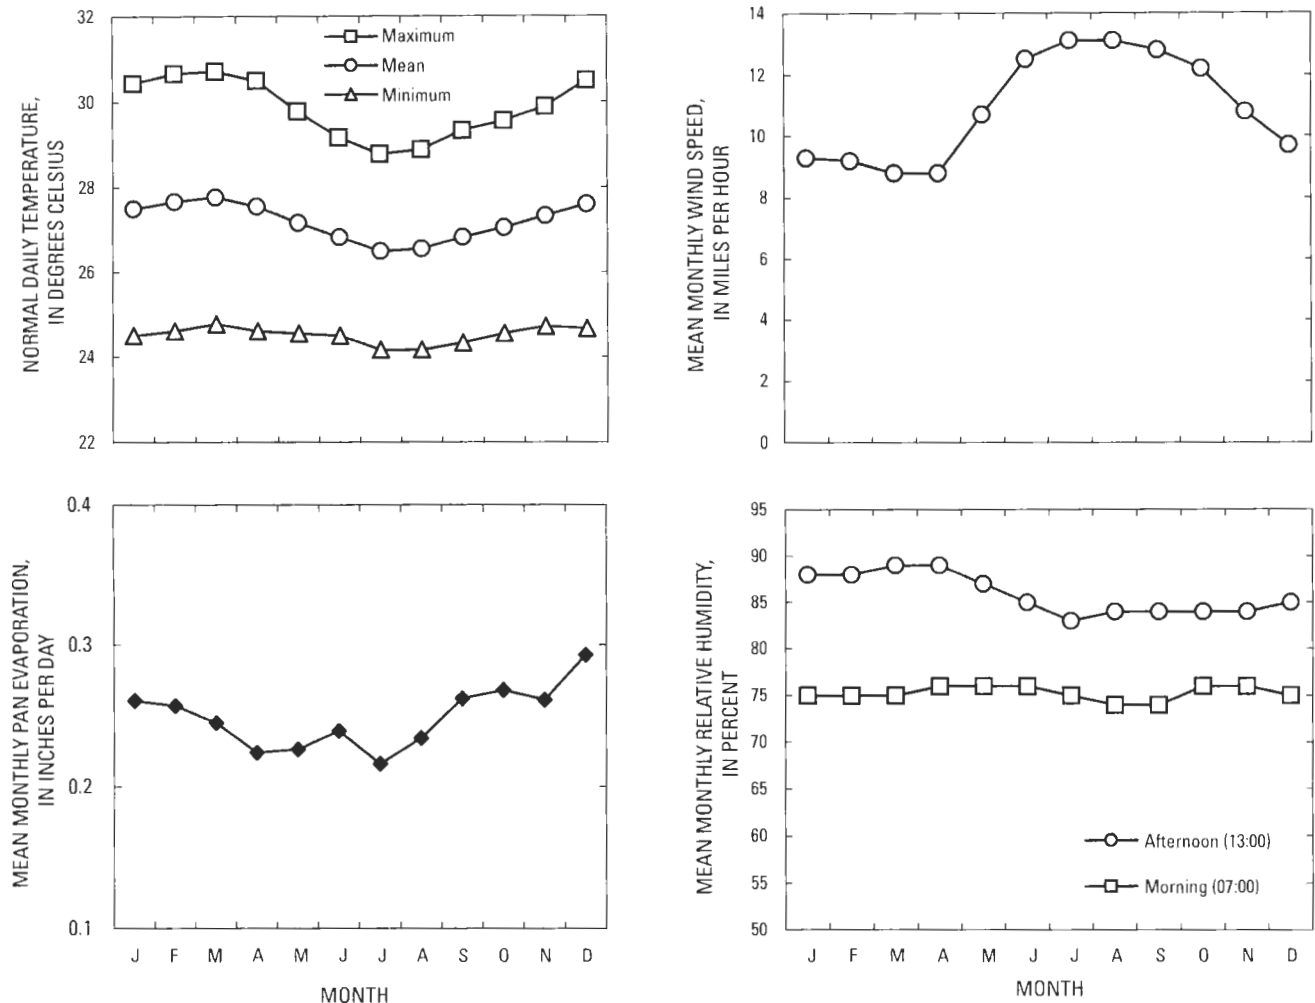 NORMAL DAILY TEMPERATURE,
IN DEGREES CELSIUS
32
30
28
26
24
22
Maximum
Mean
Minimum
MEAN MONTHLY WIND SPEED,
IN MILES PER HOUR
14
12
10
8
6
4
2
0
MEAN MONTHLY PAN EVAPORATION,
IN INCHES PER DAY
0.4
0.3
0.2
0.1
J F M A M J J A S O N D
MONTH
MEAN MONTHLY RELATIVE HUMIDITY,
IN PERCENT
95
90
85
80
75
70
65
60
55
50
Afternoon (13:00)
Morning (07:00)
J F M A M J J A S O N D
MONTH